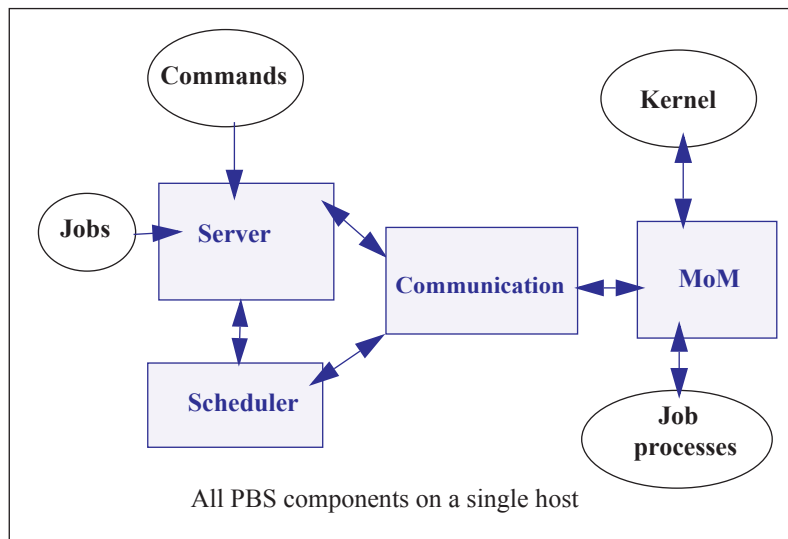 Commands
Kernel
Jobs
Server
Communication
MoM
Scheduler
Job
processes
All PBS components on a single host